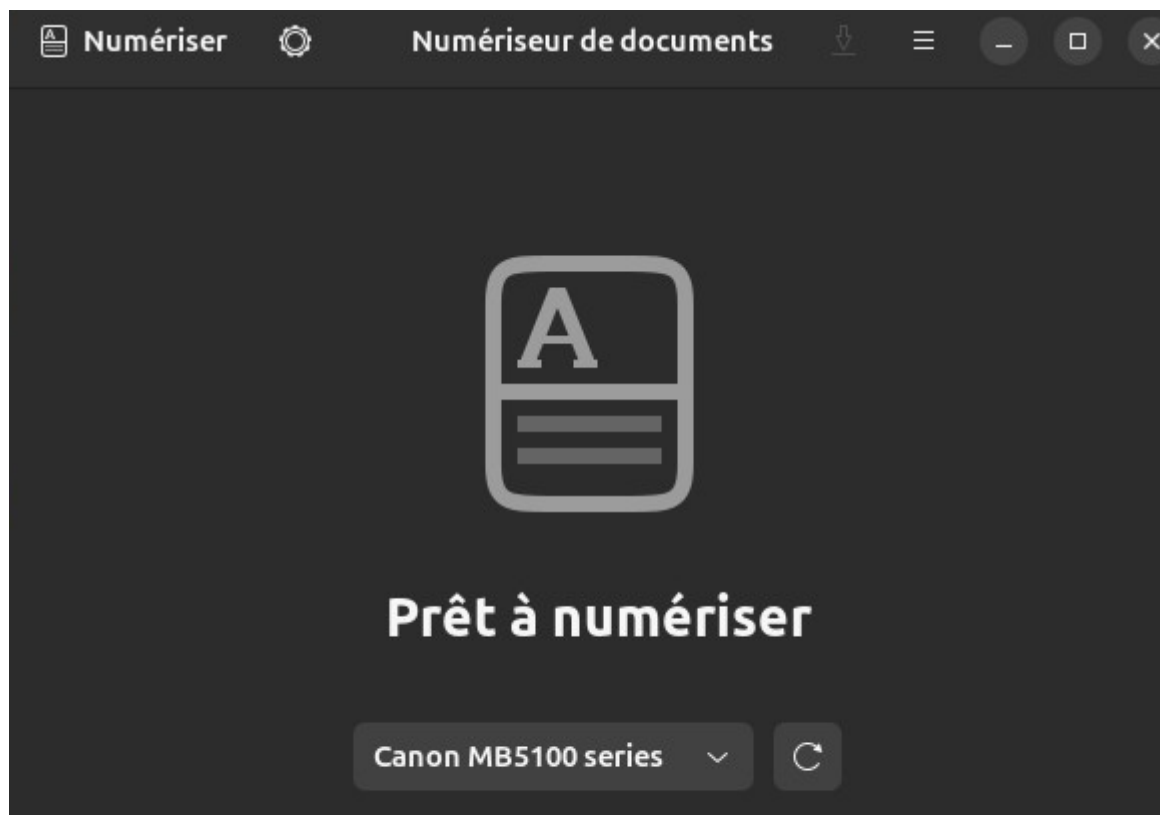 Numériser
Numériseur de documents
A
Prêt à numériser
Canon MB5100 series